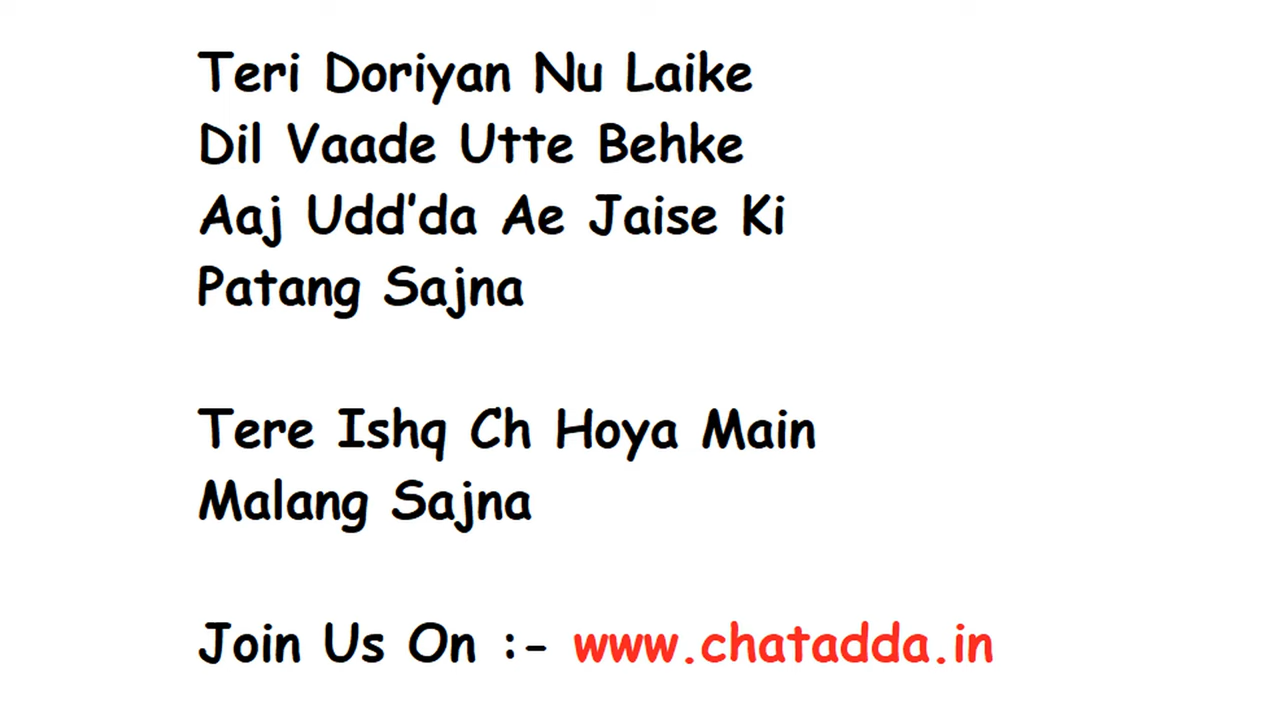 Teri Doriyan Nu Laike
Dil Vaade Utte Behke
Aaj Udd'da Ae Jaise Ki
Patang Sajna
Tere Ishq Ch Hoya Main
Malang Sajna
Join Us On :- www.chatadda.in